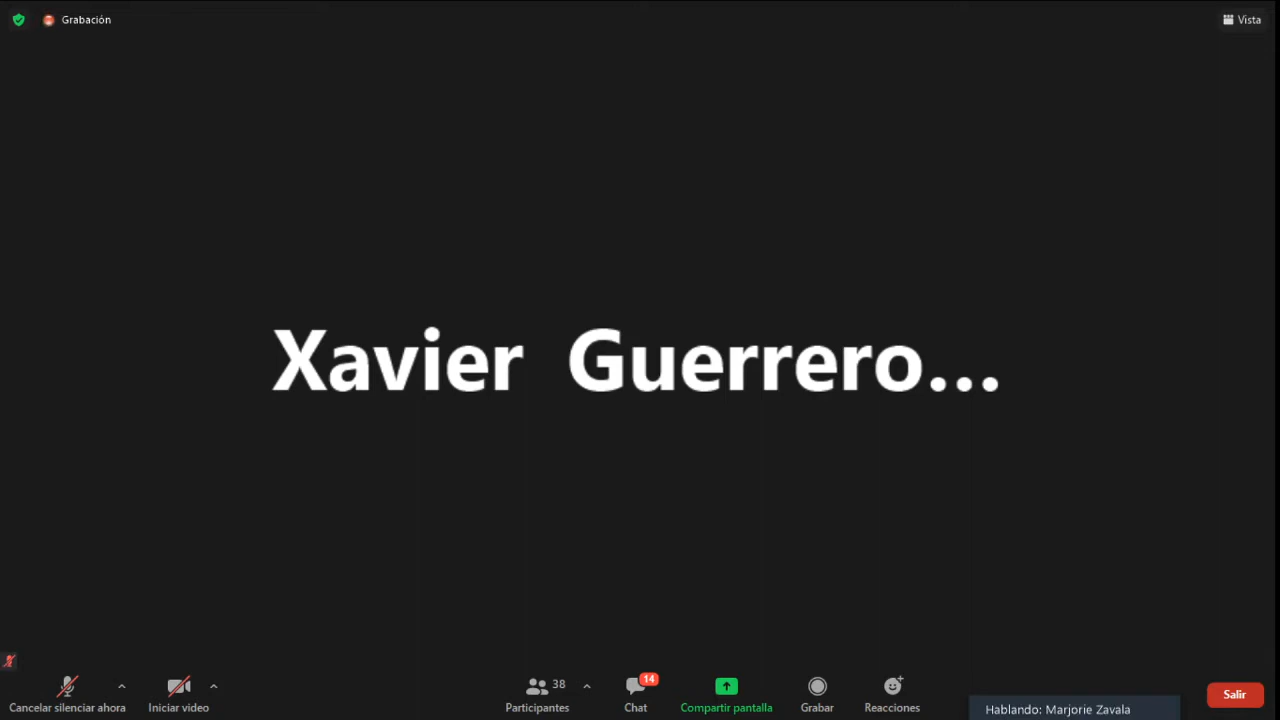 Grabación
Vista
Xavier Guerrero...
38
14
Cancelar silenciar ahora
Iniciar video
Participantes
Chat
Compartir pantalla
Grabar
Reacciones
Hablando: Marjorie Zavala
Salir